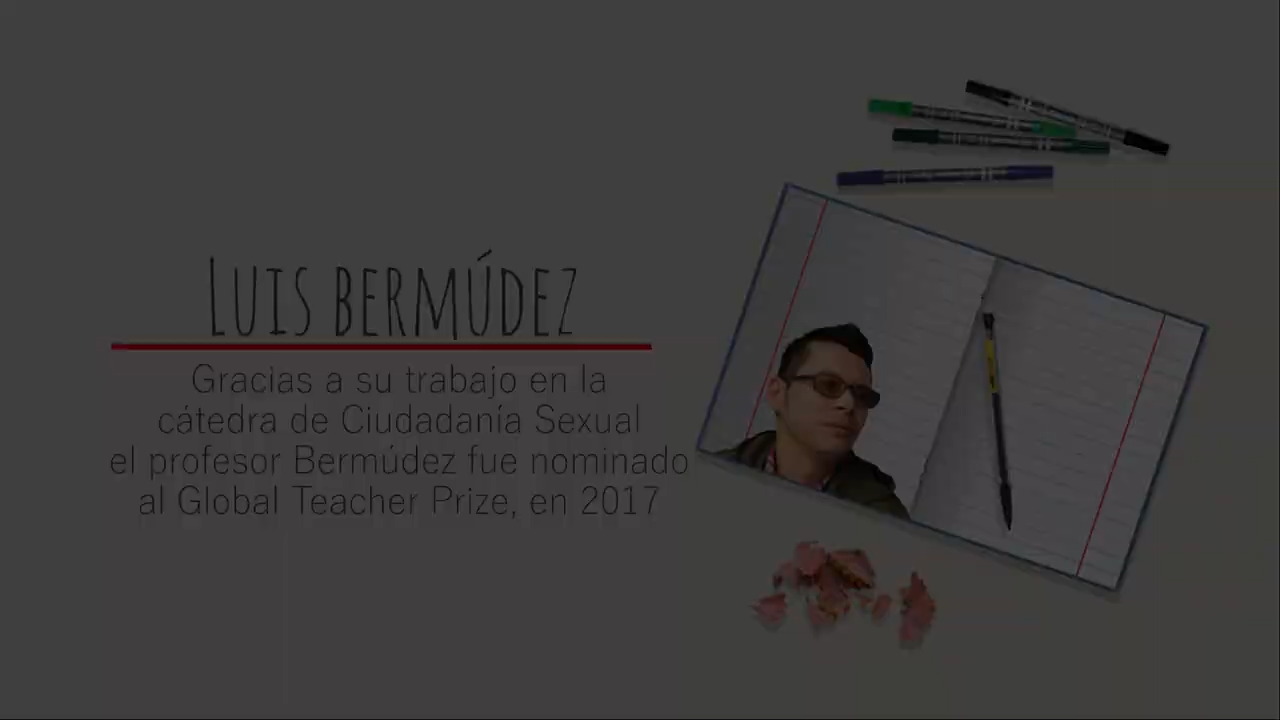 LUIS BERMÚDEZ
Gracias a su trabajo en la
cátedra de Ciudadanía Sexual
el profesor Bermúdez fue nominado
al Global Teacher Prize, en 2017